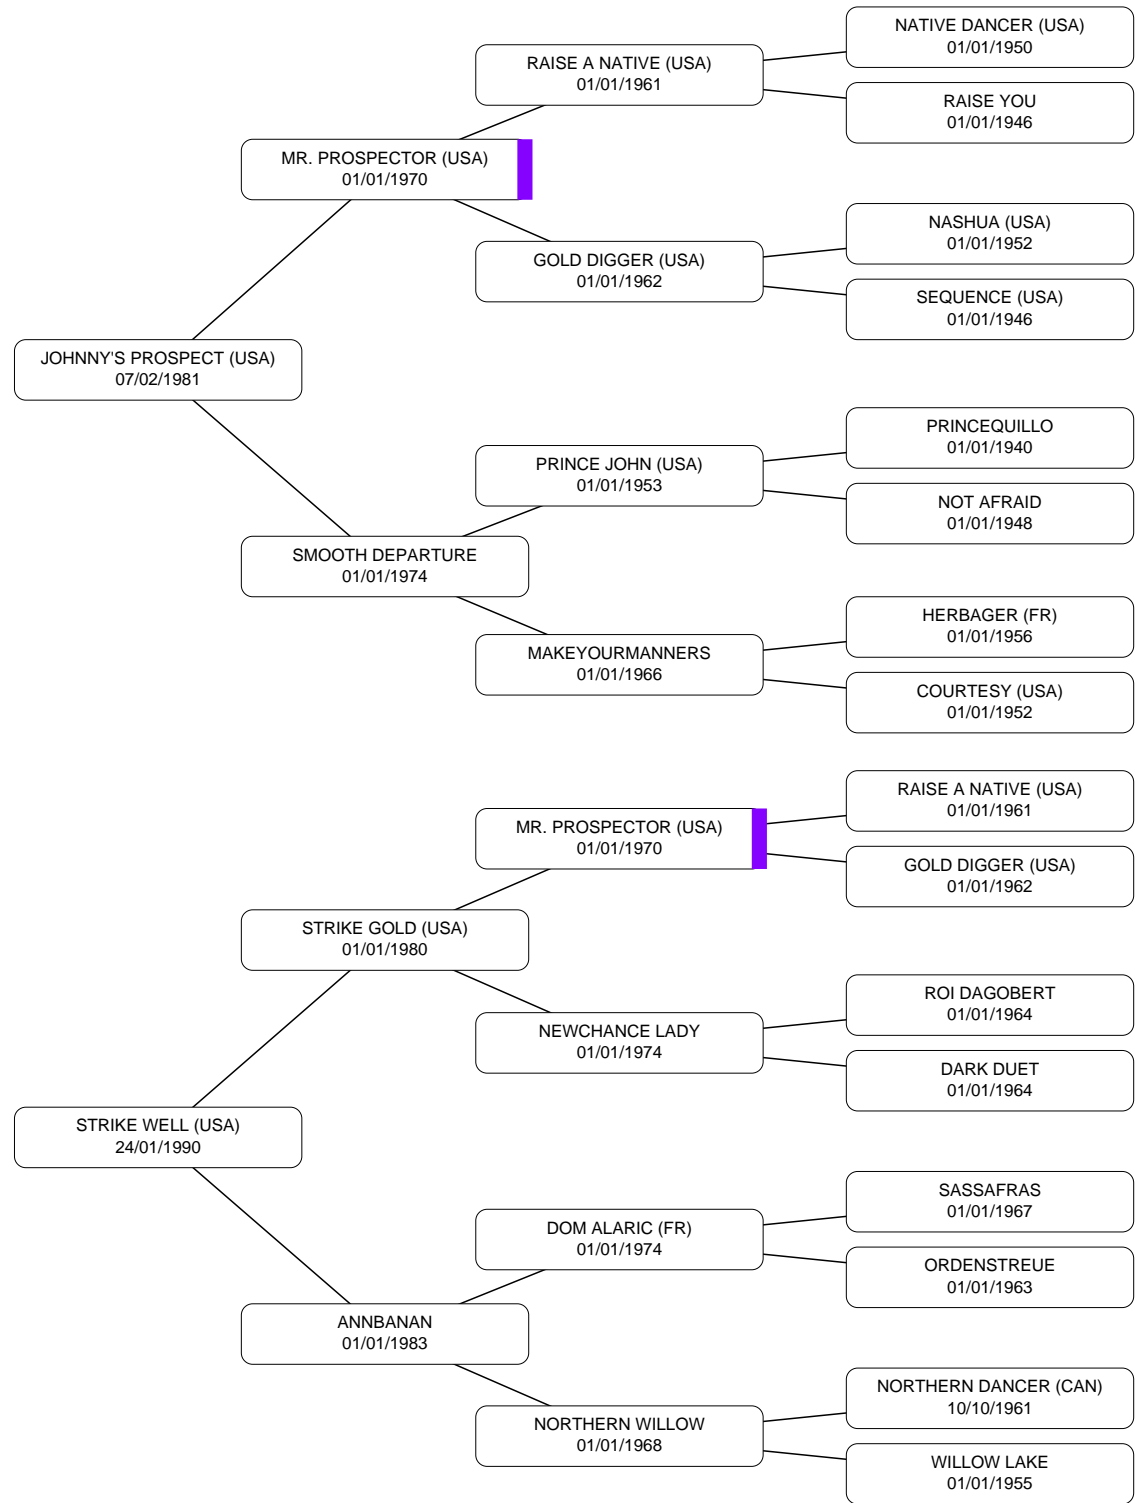 NATIVE DANCER (USA)
01/01/1950
RAISE A NATIVE (USA)
01/01/1961
RAISE YOU
01/01/1946
MR. PROSPECTOR (USA)
01/01/1970
NASHUA (USA)
01/01/1952
GOLD DIGGER (USA)
01/01/1962
SEQUENCE (USA)
01/01/1946
JOHNNY'S PROSPECT (USA)
07/02/1981
PRINCEQUILLO
01/01/1940
PRINCE JOHN (USA)
01/01/1953
NOT AFRAID
01/01/1948
SMOOTH DEPARTURE
01/01/1974
HERBAGER (FR)
01/01/1956
MAKEYOURMANNERS
01/01/1966
COURTESY (USA)
01/01/1952
RAISE A NATIVE (USA)
01/01/1961
MR. PROSPECTOR (USA)
01/01/1970
GOLD DIGGER (USA)
01/01/1962
STRIKE GOLD (USA)
01/01/1980
ROI DAGOBERT
01/01/1964
NEWCHANCE LADY
01/01/1974
DARK DUET
01/01/1964
STRIKE WELL (USA)
24/01/1990
SASSAFRAS
01/01/1967
DOM ALARIC (FR)
01/01/1974
ORDENSTREUE
01/01/1963
ANNBANAN
01/01/1983
NORTHERN DANCER (CAN)
10/10/1961
NORTHERN WILLOW
01/01/1968
WILLOW LAKE
01/01/1955